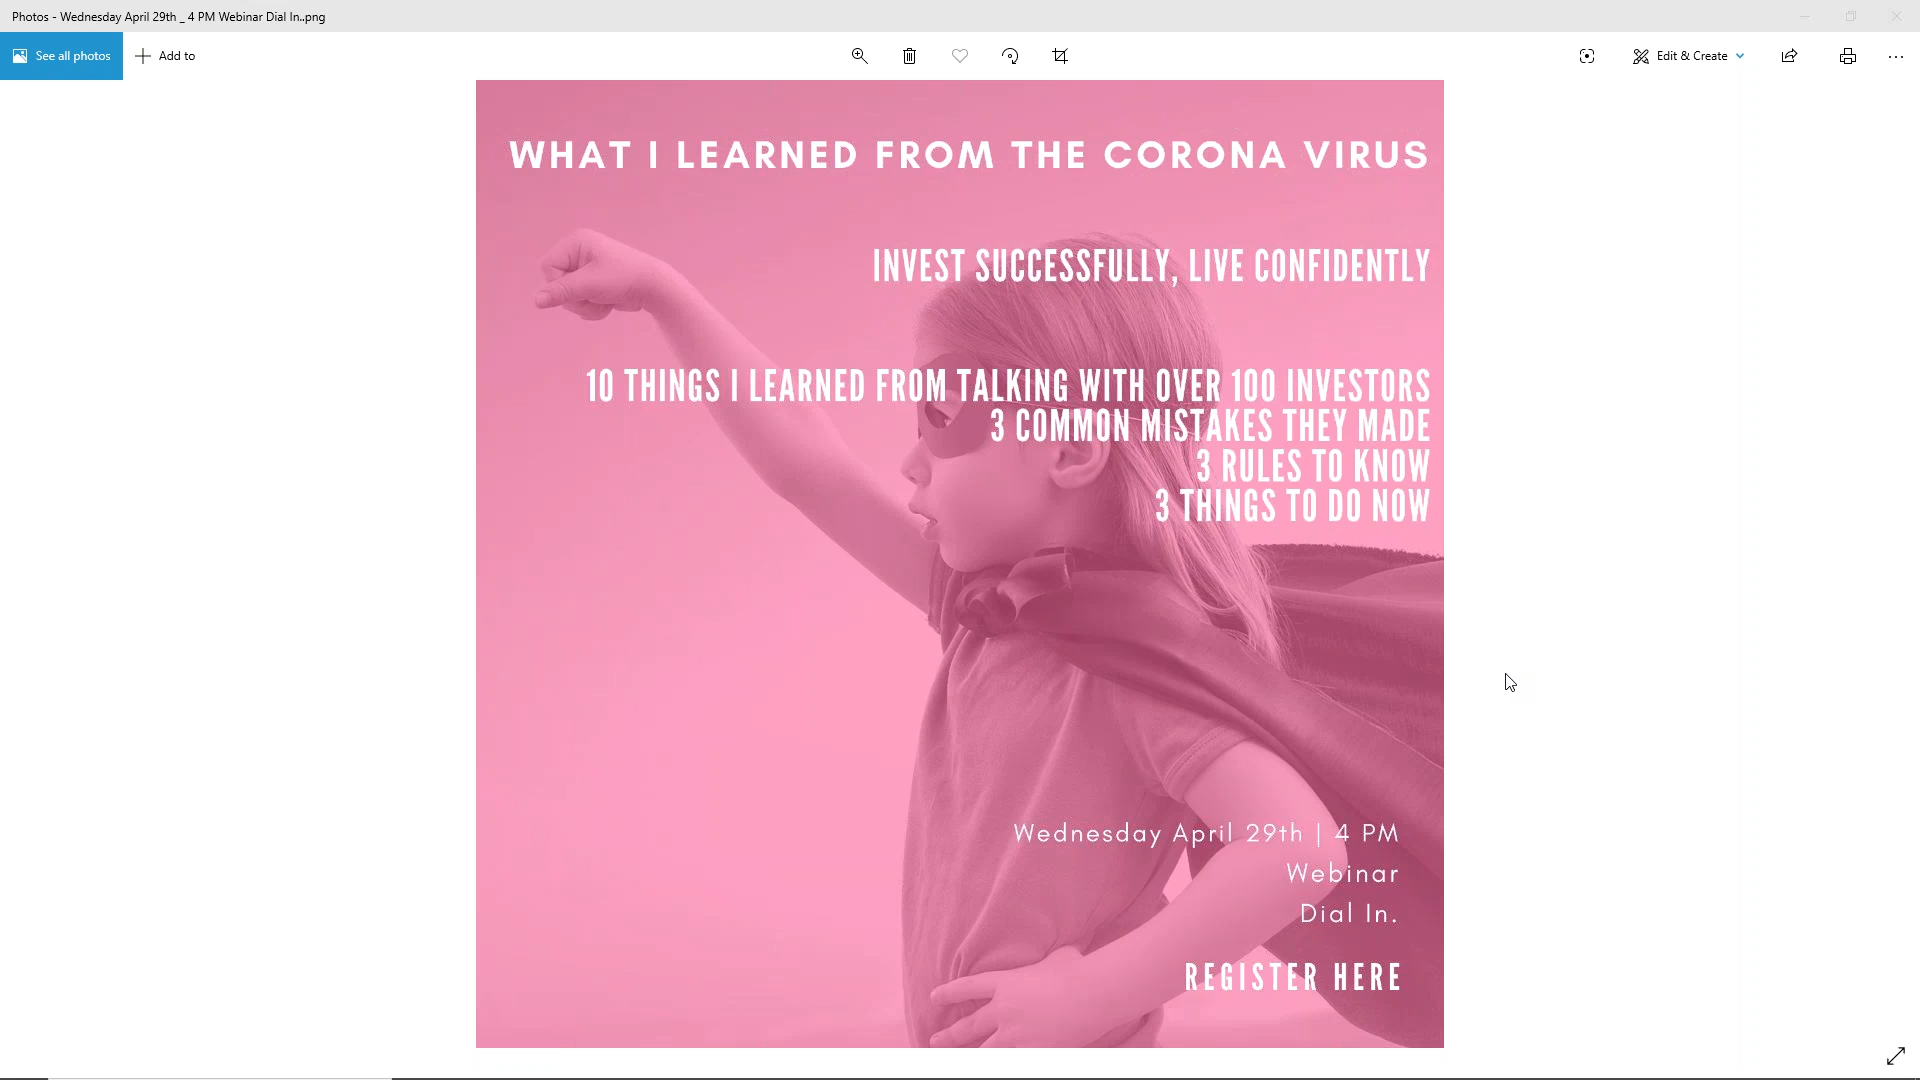 Photos - Wednesday April 29th _ 4 PM Webinar Dial In..png
See all photos
Add to
Edit & Create
WHAT I LEARNED FROM THE CORONA VIRUS
INVEST SUCCESSFULLY, LIVE CONFIDENTLY
10 THINGS I LEARNED FROM TALKING WITH OVER 100 INVESTORS
3 COMMON MISTAKES THEY MADE
3 RULES TO KNOW
3 THINGS TO DO NOW
Wednesday April 29th | 4 PM
Webinar
Dial In.
REGISTER HERE